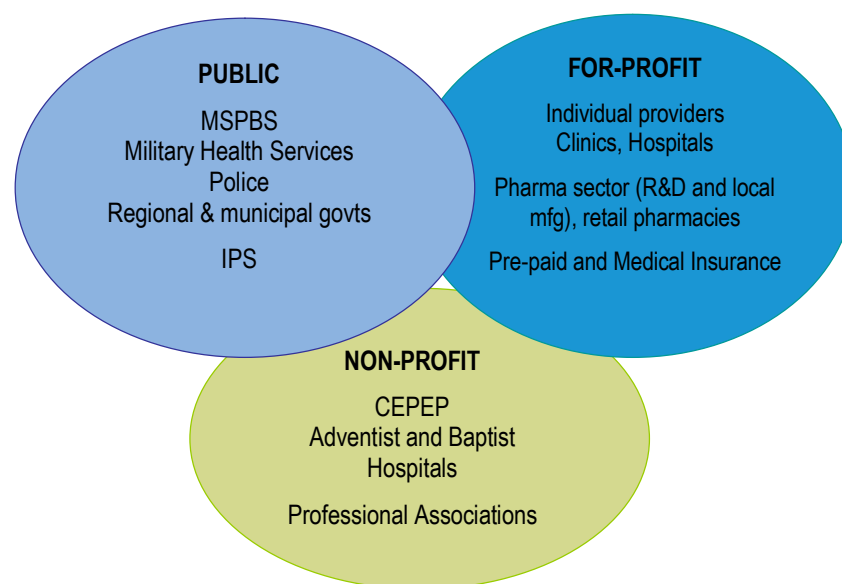 PUBLIC
MSPBS
Military Health Services
Police
Regional & municipal govts
IPS
FOR-PROFIT
Individual providers
Clinics, Hospitals
Pharma sector (R&D and local
mfg), retail pharmacies
Pre-paid and Medical Insurance
NON-PROFIT
CEPEP
Adventist and Baptist
Hospitals
Professional Associations